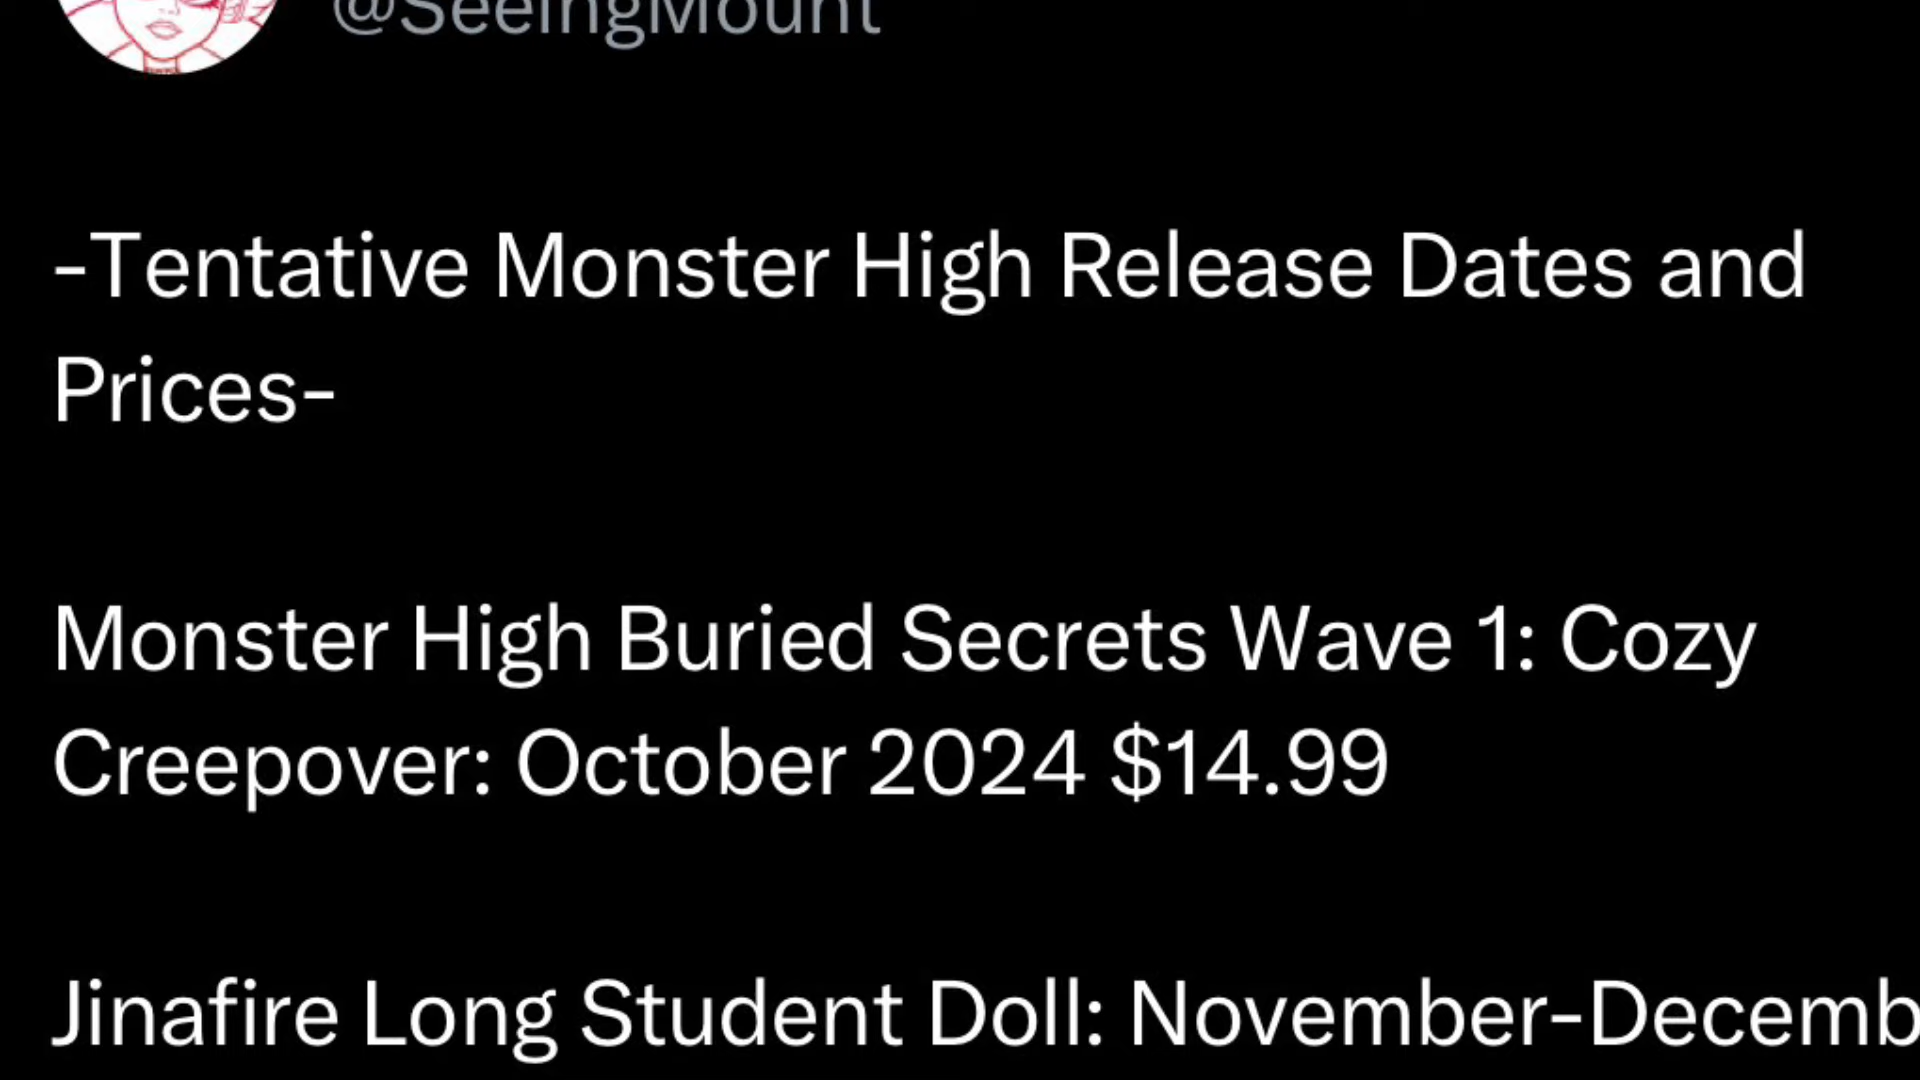 @SeeingMount
-Tentative Monster High Release Dates and
Prices-
Monster High Buried Secrets Wave 1: Cozy
Creepover: October 2024 $14.99
Jinafire Long Student Doll: November-Decemb